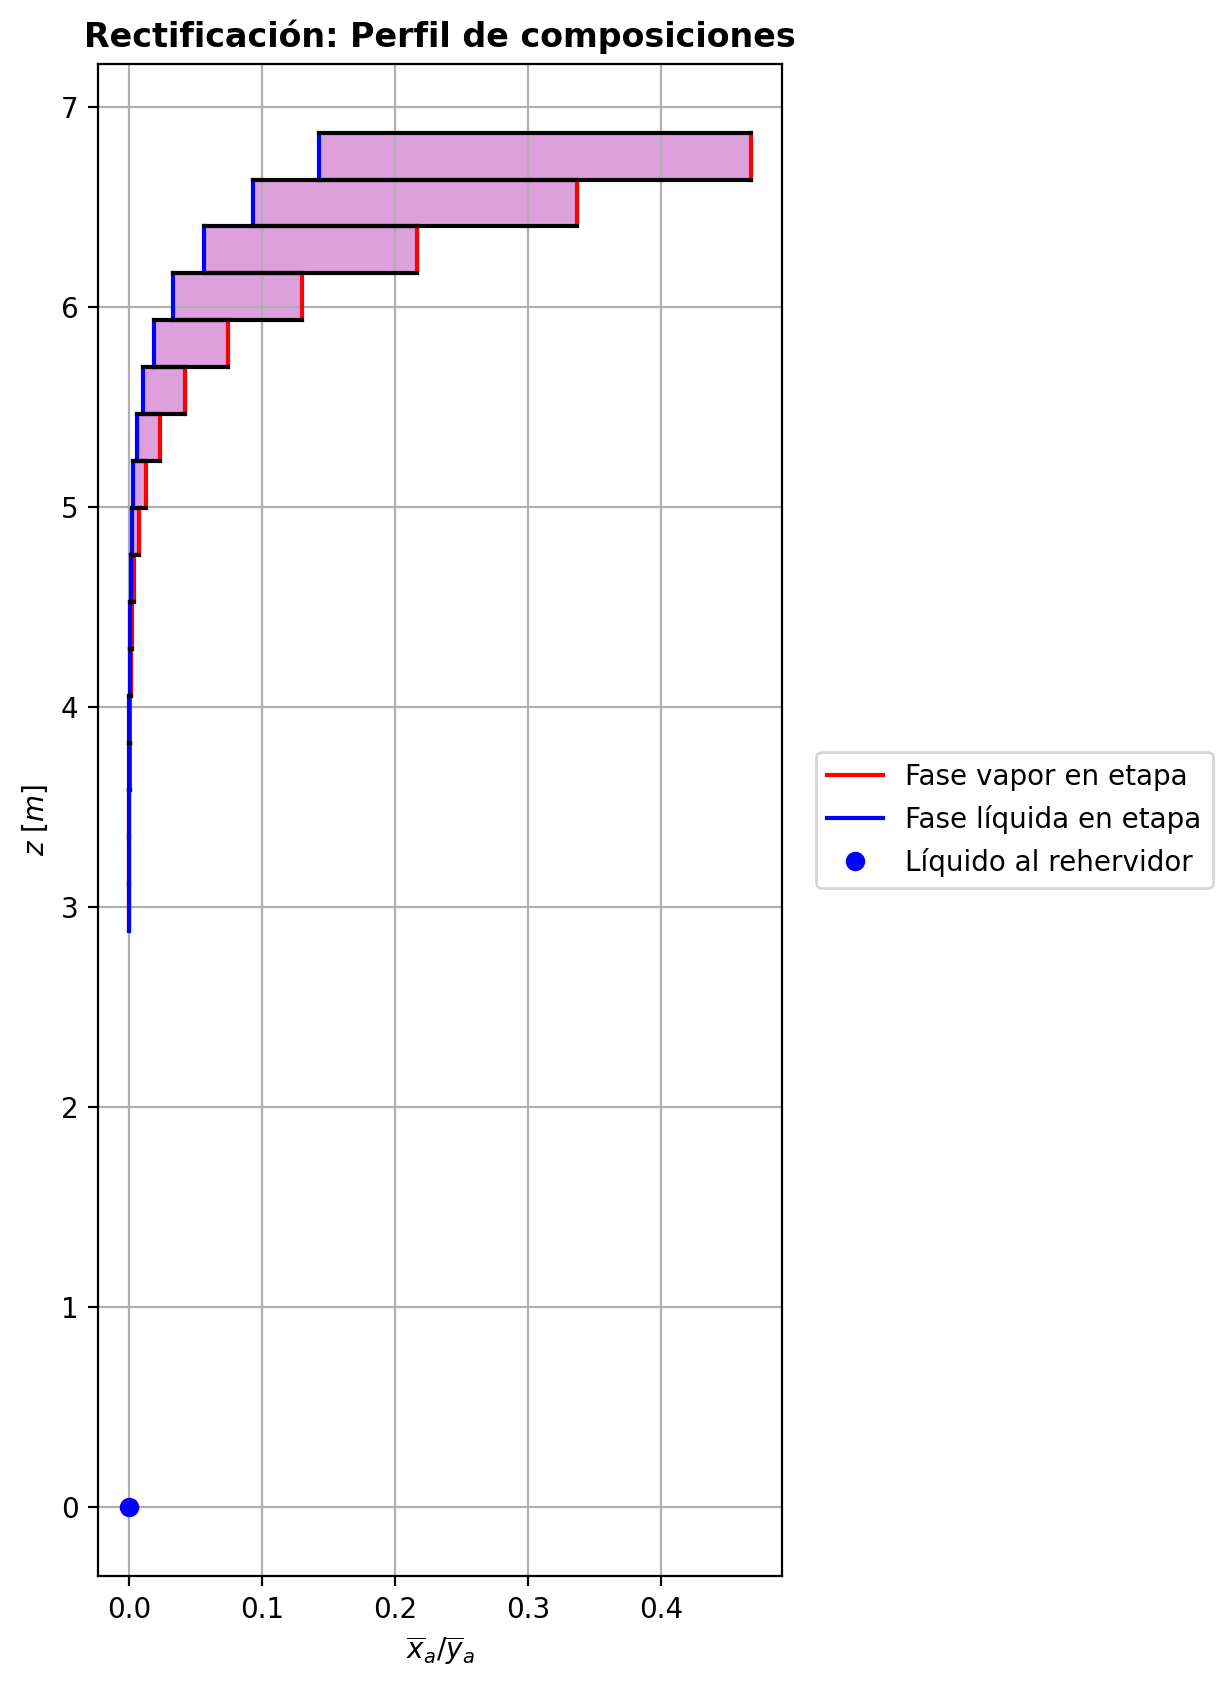 Rectificación: Perfil de composiciones
7
6
5
4
3
2
1
0
z [m]
0.0 0.1 0.2 0.3 0.4
x̅ₐ/y̅ₐ
Fase vapor en etapa
Fase líquida en etapa
Líquido al rehervidor